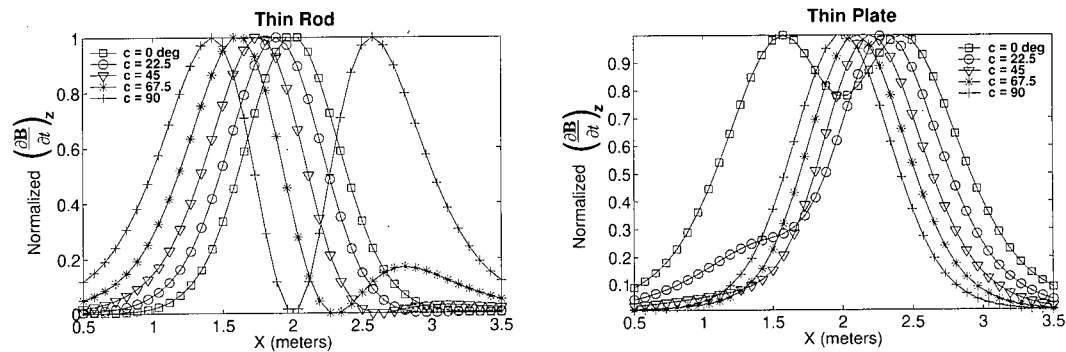 Thin Rod
c = 0 deg
c = 22.5
c = 45
c = 67.5
c = 90
1
0.8
0.6
0.4
0.2
0
Normalized (∂B/∂t)z
0.5 1 1.5 2 2.5 3 3.5
X (meters)
Thin Plate
c = 0 deg
c = 22.5
c = 45
c = 67.5
c = 90
1
0.9
0.8
0.7
0.6
0.5
0.4
0.3
0.2
0.1
Normalized (∂B/∂t)z
0.5 1 1.5 2 2.5 3 3.5
X (meters)